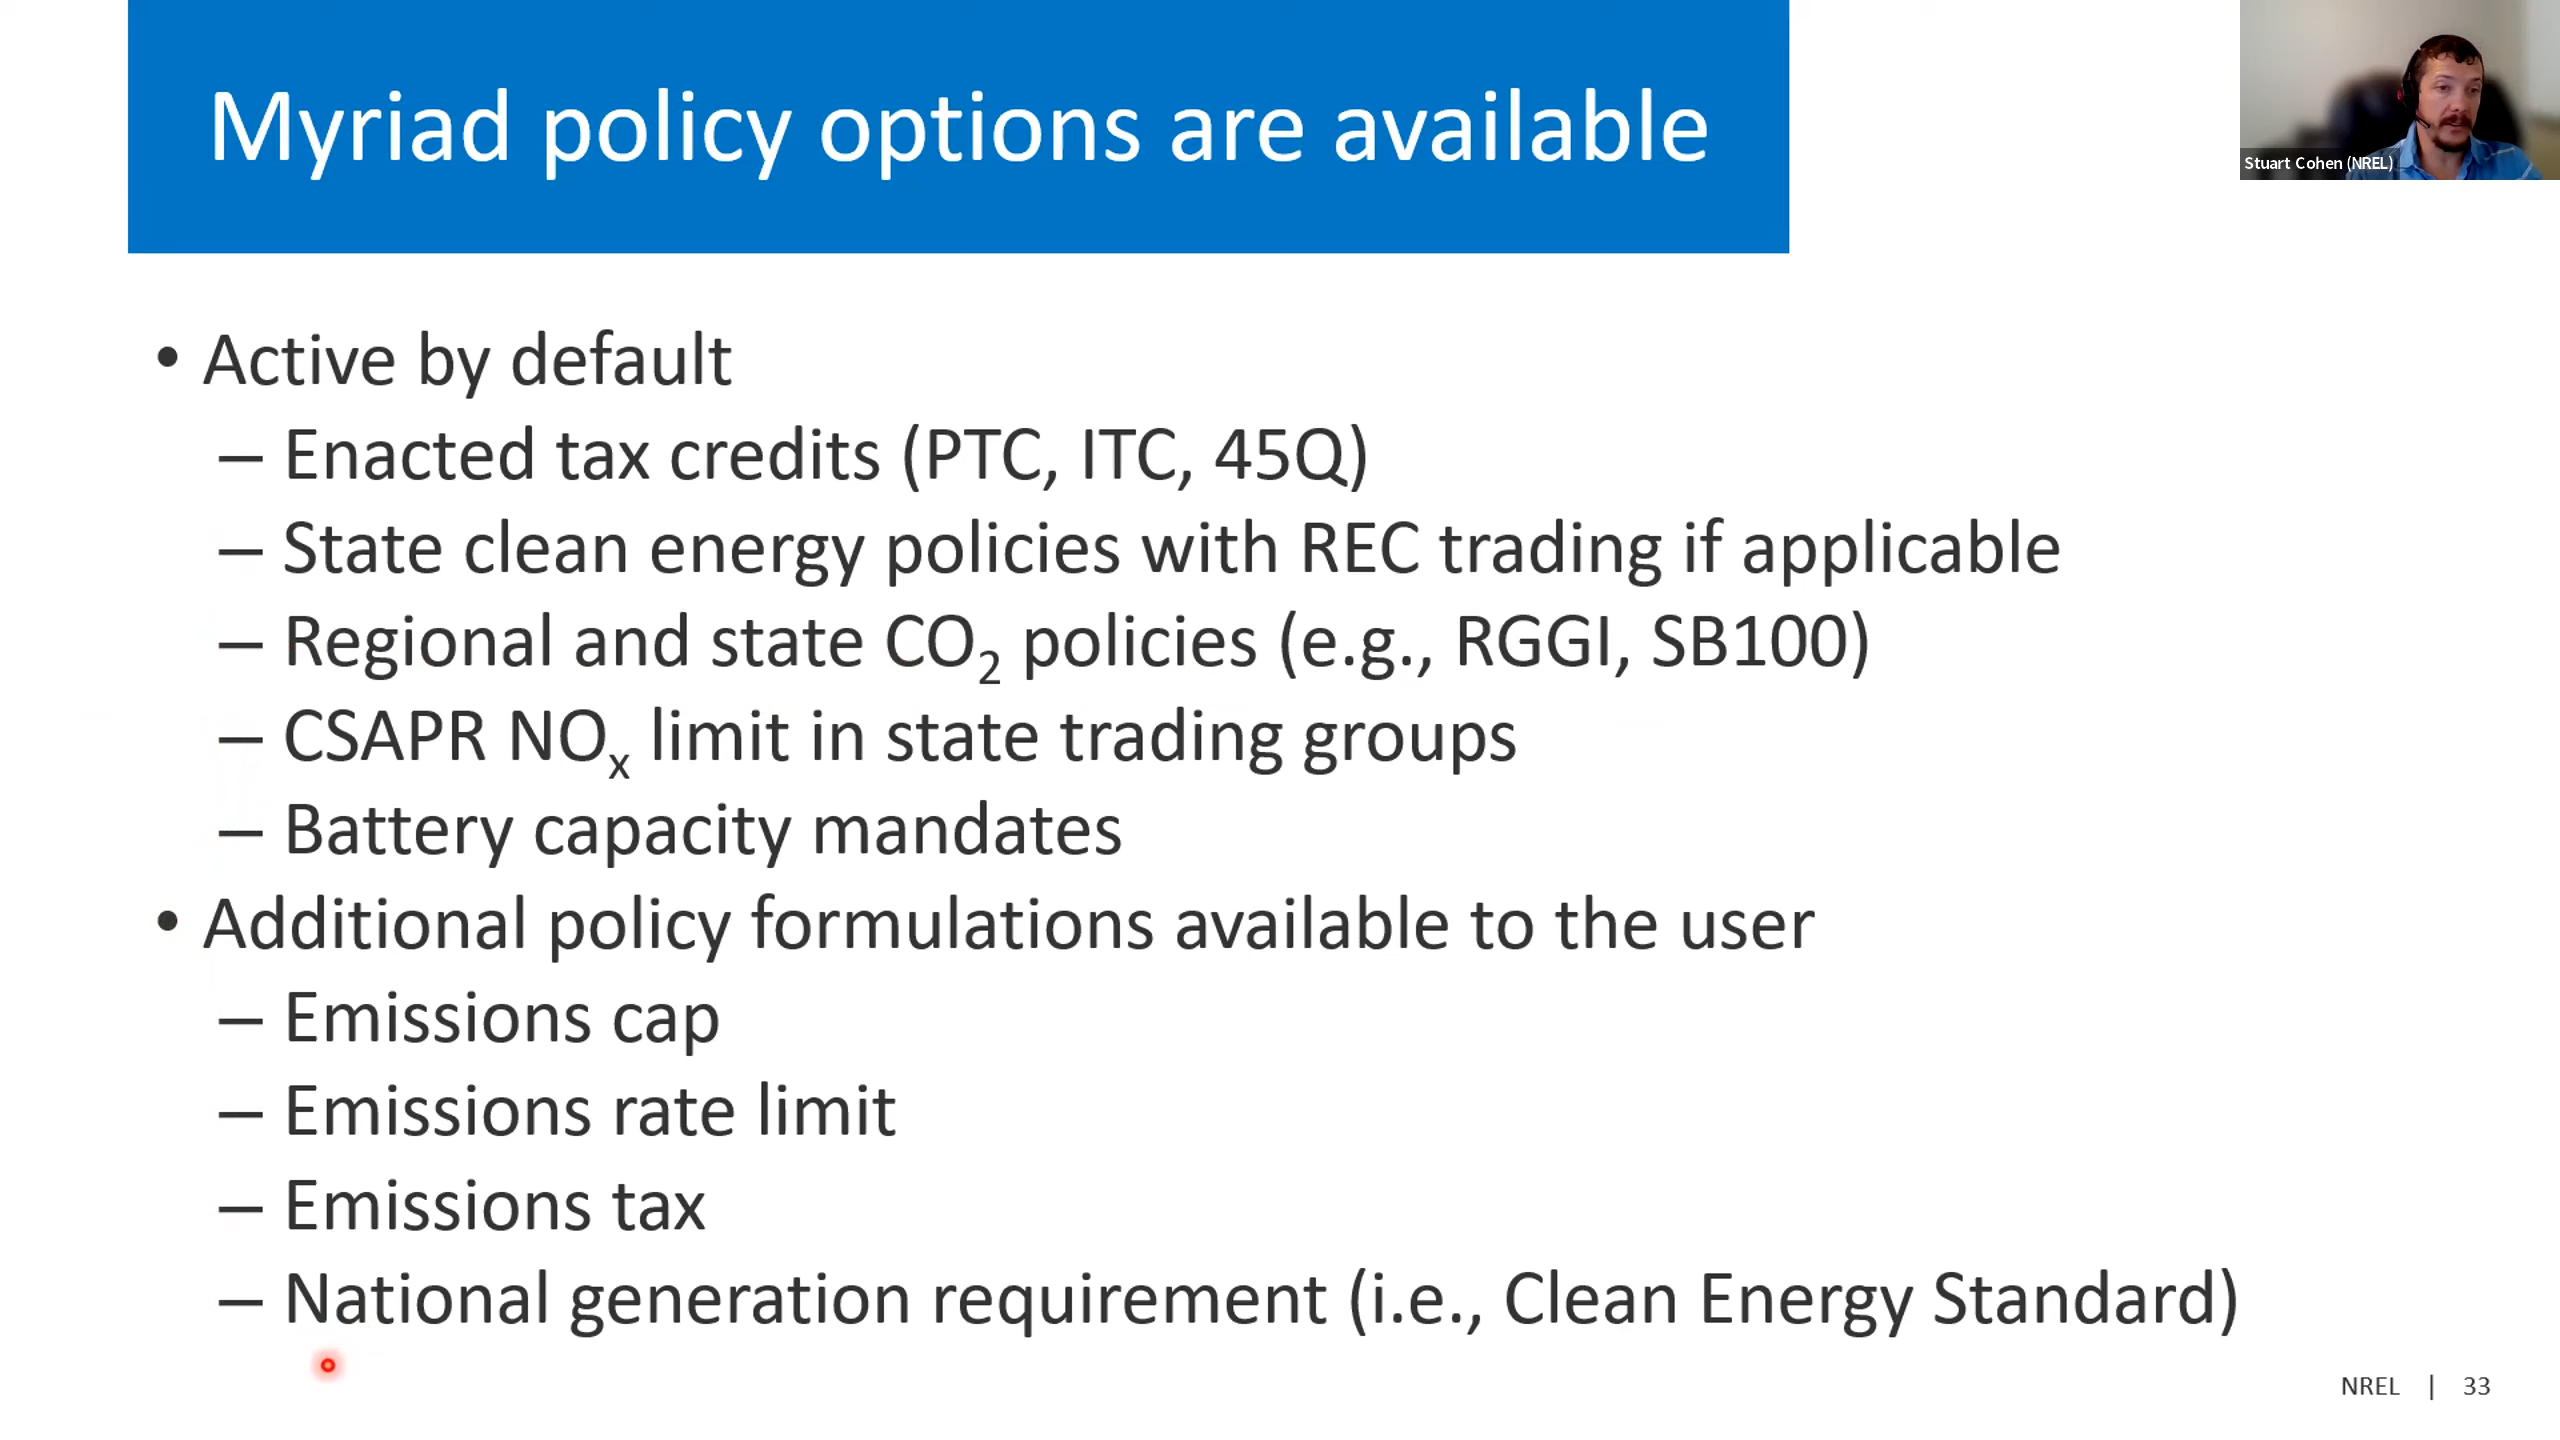 Myriad policy options are available
Stuart Cohen (NREL)
• Active by default
– Enacted tax credits (PTC, ITC, 45Q)
– State clean energy policies with REC trading if applicable
– Regional and state CO₂ policies (e.g., RGGI, SB100)
– CSAPR NOₓ limit in state trading groups
– Battery capacity mandates
• Additional policy formulations available to the user
– Emissions cap
– Emissions rate limit
– Emissions tax
– National generation requirement (i.e., Clean Energy Standard)
NREL | 33